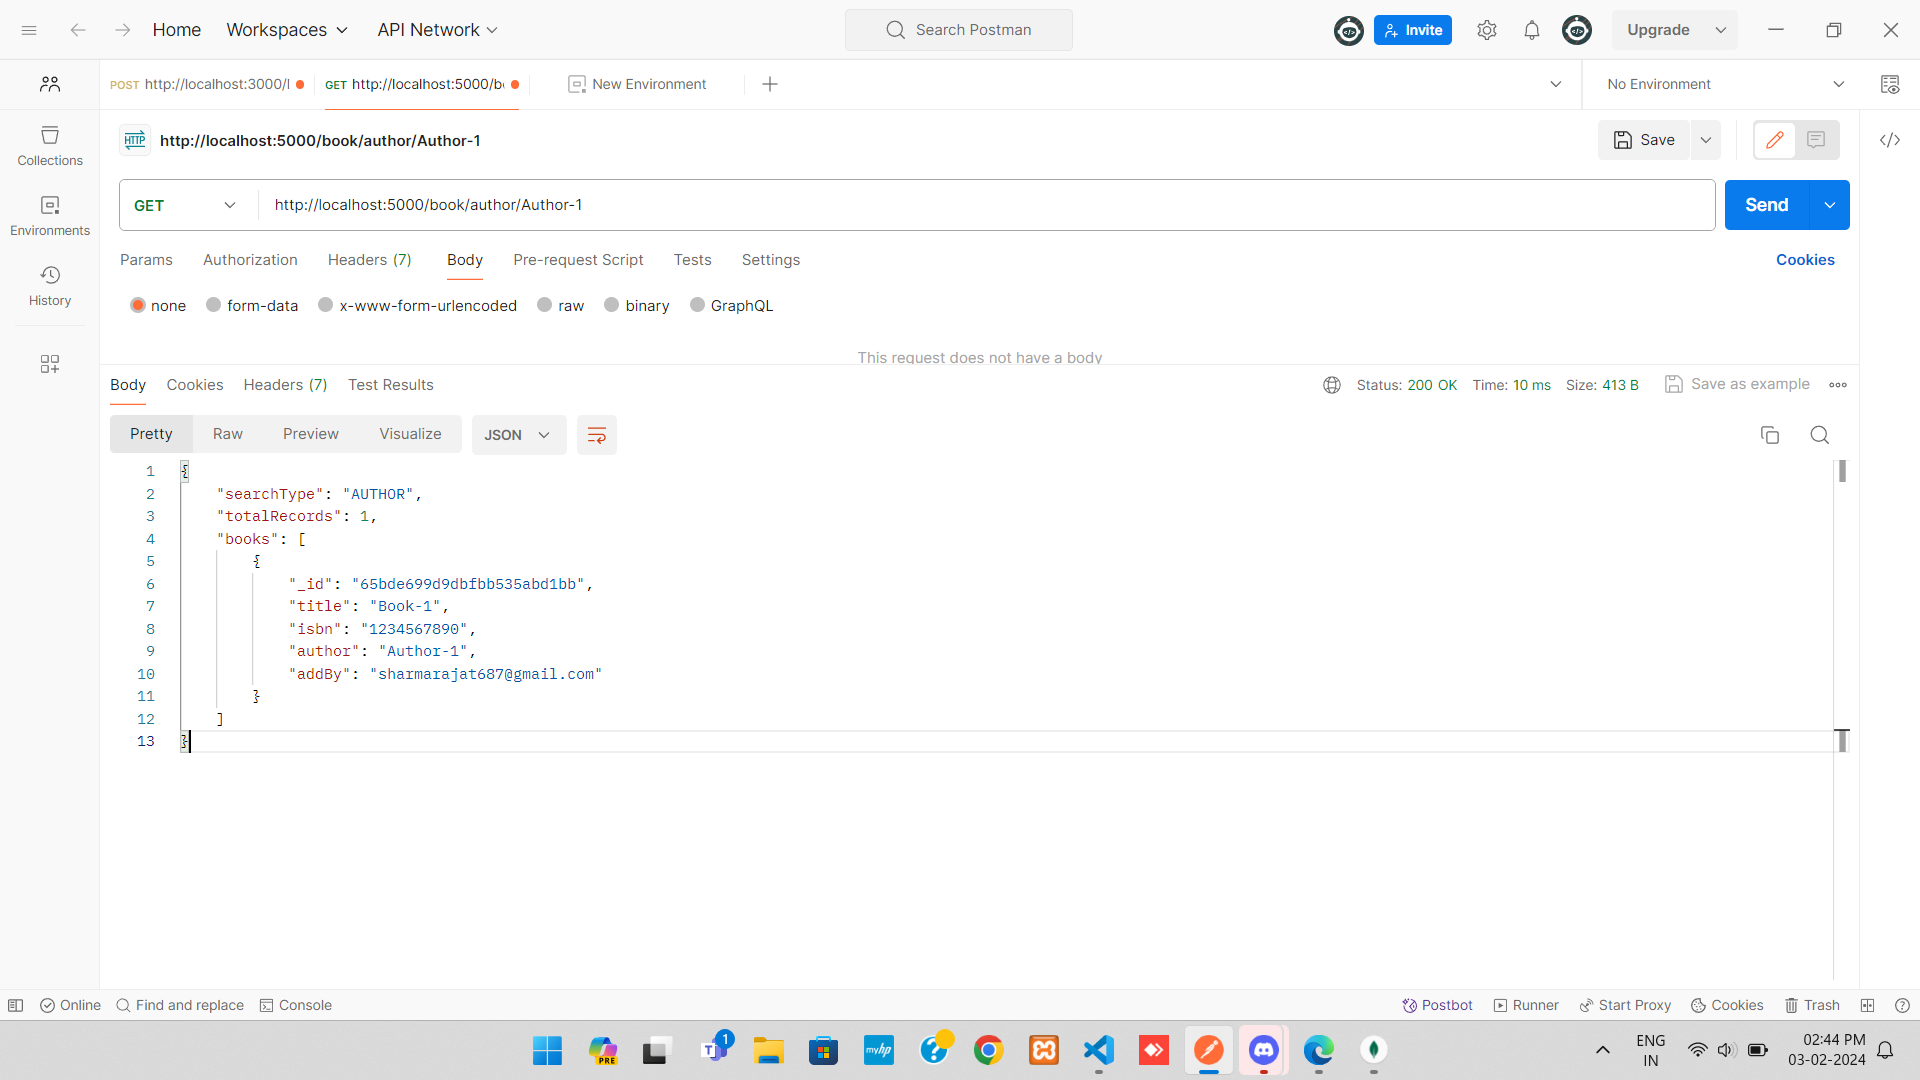 Home Workspaces API Network Search Postman Invite Upgrade
POST http://localhost:3000/l GET http://localhost:5000/b New Environment No Environment
HTTP http://localhost:5000/book/author/Author-1 Save
Collections
GET http://localhost:5000/book/author/Author-1 Send
Environments
Params Authorization Headers (7) Body Pre-request Script Tests Settings Cookies
History
none form-data x-www-form-urlencoded raw binary GraphQL
This request does not have a body
Body Cookies Headers (7) Test Results Status: 200 OK Time: 10 ms Size: 413 B Save as example
Pretty Raw Preview Visualize JSON
1 {
2 "searchType": "AUTHOR",
3 "totalRecords": 1,
4 "books": [
5 {
6 "_id": "65bde699d9dbfbb535abd1bb",
7 "title": "Book-1",
8 "isbn": "1234567890",
9 "author": "Author-1",
10 "addBy": "sharmarajat687@gmail.com"
11 }
12 ]
13 }
Online Find and replace Console Postbot Runner Start Proxy Cookies Trash
PRE 1 myhp ENG 02:44 PM
IN 03-02-2024